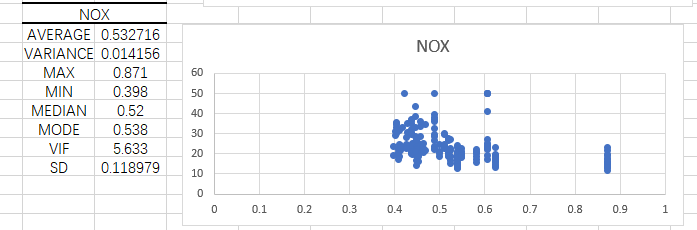 NOX
AVERAGE 0.532716
VARIANCE 0.014156
MAX 0.871
MIN 0.398
MEDIAN 0.52
MODE 0.538
VIF 5.633
SD 0.118979
NOX
60
50
40
30
20
10
0
0 0.1 0.2 0.3 0.4 0.5 0.6 0.7 0.8 0.9 1